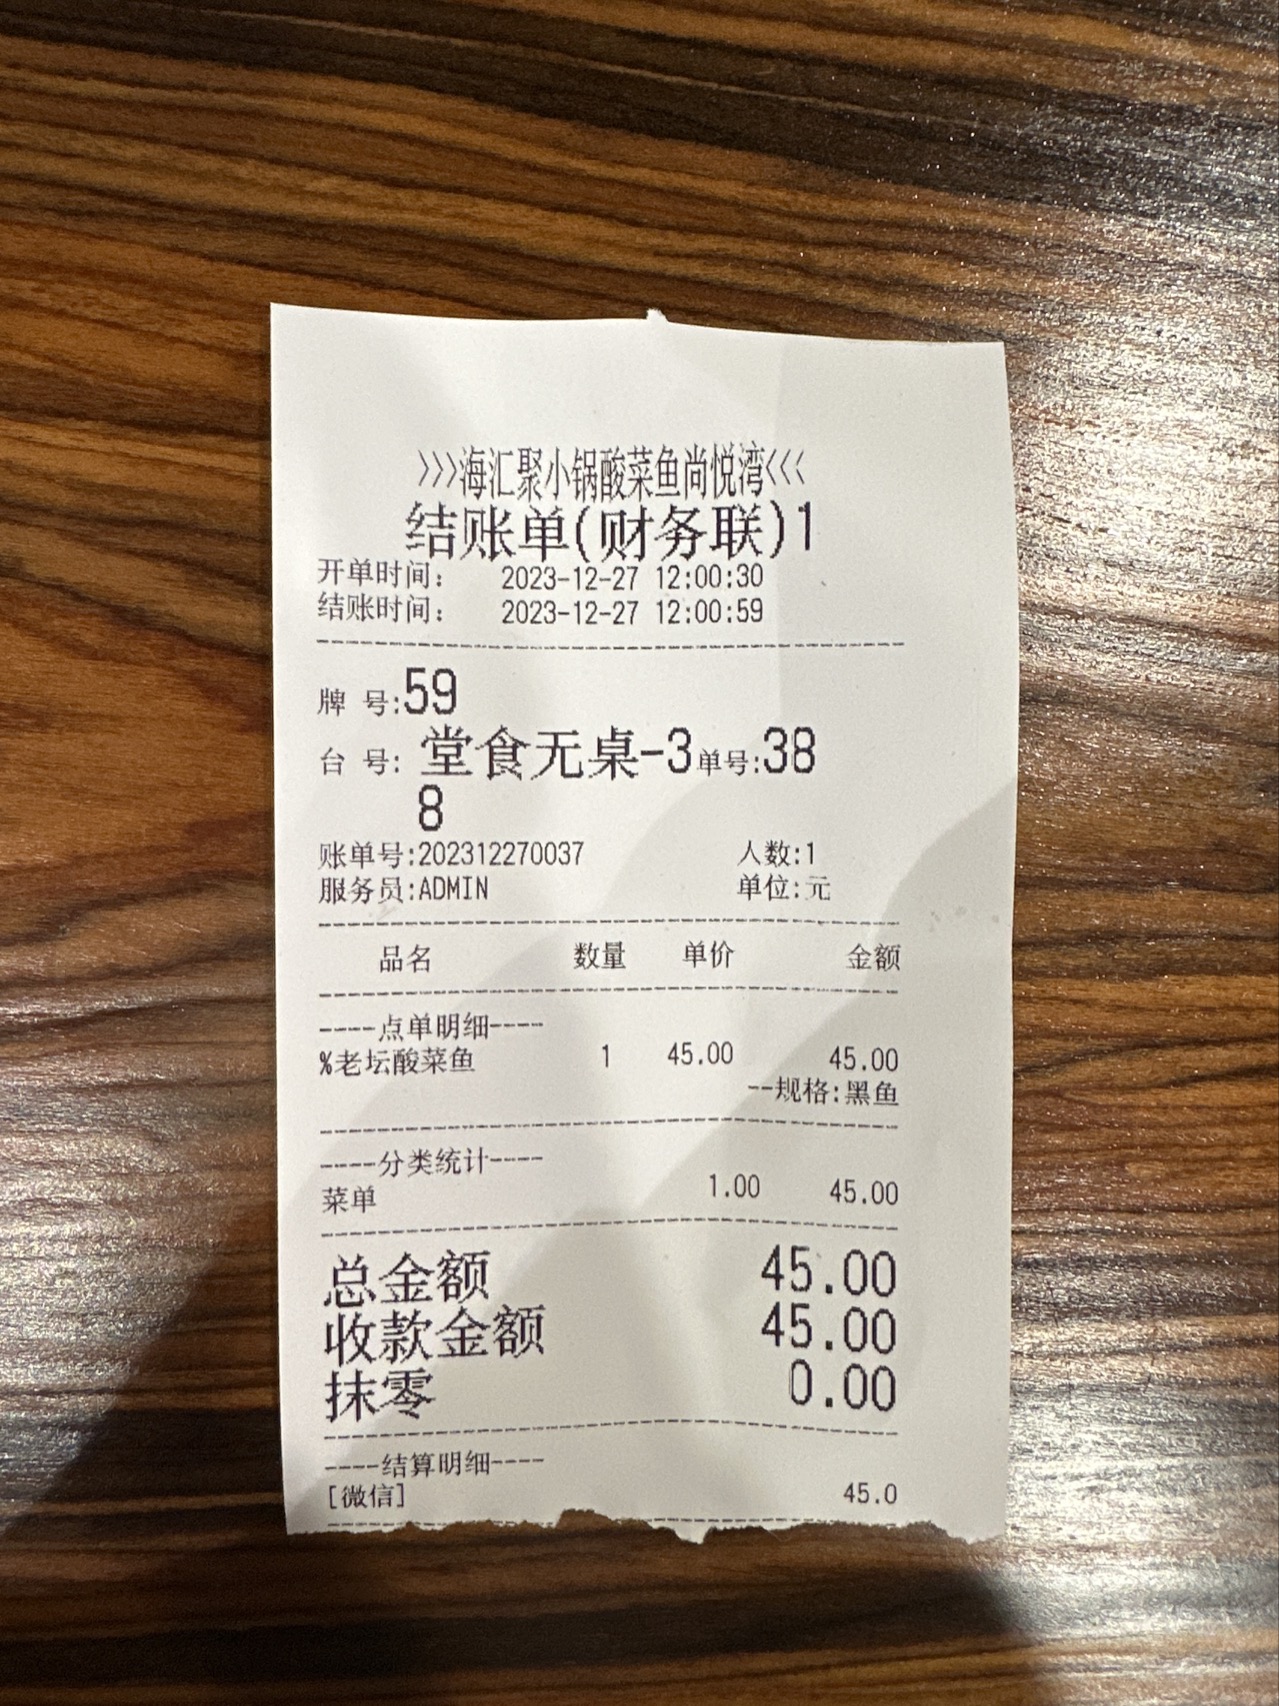 >>>海汇聚小锅酸菜鱼尚悦湾<<<
结账单(财务联)1
开单时间: 2023-12-27 12:00:30
结账时间: 2023-12-27 12:00:59
牌 号:59
台 号: 堂食无桌-3单号:38
8
账单号:202312270037 人数:1
服务员:ADMIN 单位:元
品名 数量 单价 金额
----点单明细----
%老坛酸菜鱼 1 45.00 45.00
--规格:黑鱼
----分类统计----
菜单 1.00 45.00
总金额 45.00
收款金额 45.00
抹零 0.00
----结算明细----
[微信] 45.0